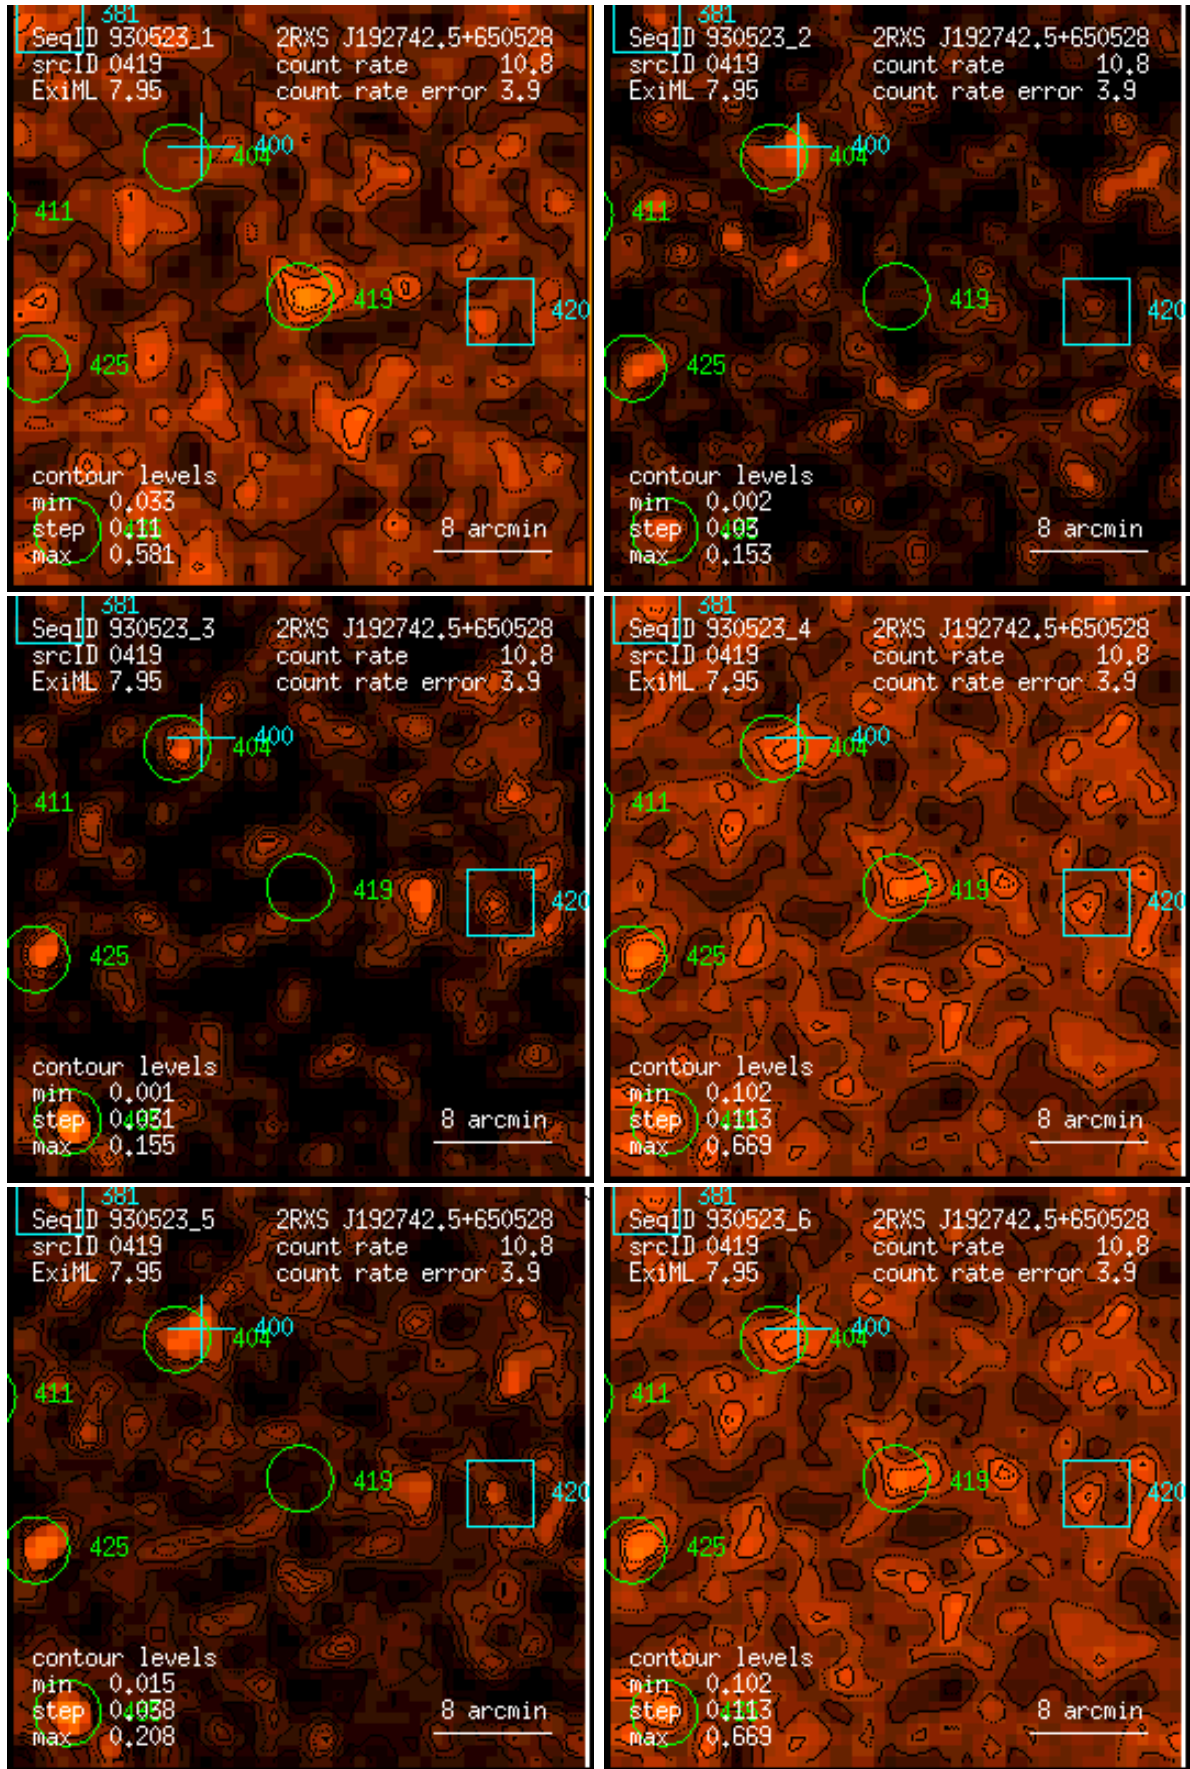 381
SeqID 930523_1 2RXS J192742.5+650528
srcID 0419 count rate 10.8
ExiML 7.95 count rate error 3.9
404 400
411
419
420
425
contour levels
min 0.033
step 0.11
max 0.581
8 arcmin
381
SeqID 930523_2 2RXS J192742.5+650528
srcID 0419 count rate 10.8
ExiML 7.95 count rate error 3.9
404 400
411
419
420
425
contour levels
min 0.002
step 0.03
max 0.153
8 arcmin
381
SeqID 930523_3 2RXS J192742.5+650528
srcID 0419 count rate 10.8
ExiML 7.95 count rate error 3.9
404 400
411
419
420
425
contour levels
min 0.001
step 0.031
max 0.155
8 arcmin
381
SeqID 930523_4 2RXS J192742.5+650528
srcID 0419 count rate 10.8
ExiML 7.95 count rate error 3.9
404 400
411
419
420
425
contour levels
min 0.102
step 0.113
max 0.669
8 arcmin
381
SeqID 930523_5 2RXS J192742.5+650528
srcID 0419 count rate 10.8
ExiML 7.95 count rate error 3.9
404 400
411
419
420
425
contour levels
min 0.015
step 0.038
max 0.208
8 arcmin
381
SeqID 930523_6 2RXS J192742.5+650528
srcID 0419 count rate 10.8
ExiML 7.95 count rate error 3.9
404 400
411
419
420
425
contour levels
min 0.102
step 0.113
max 0.669
8 arcmin